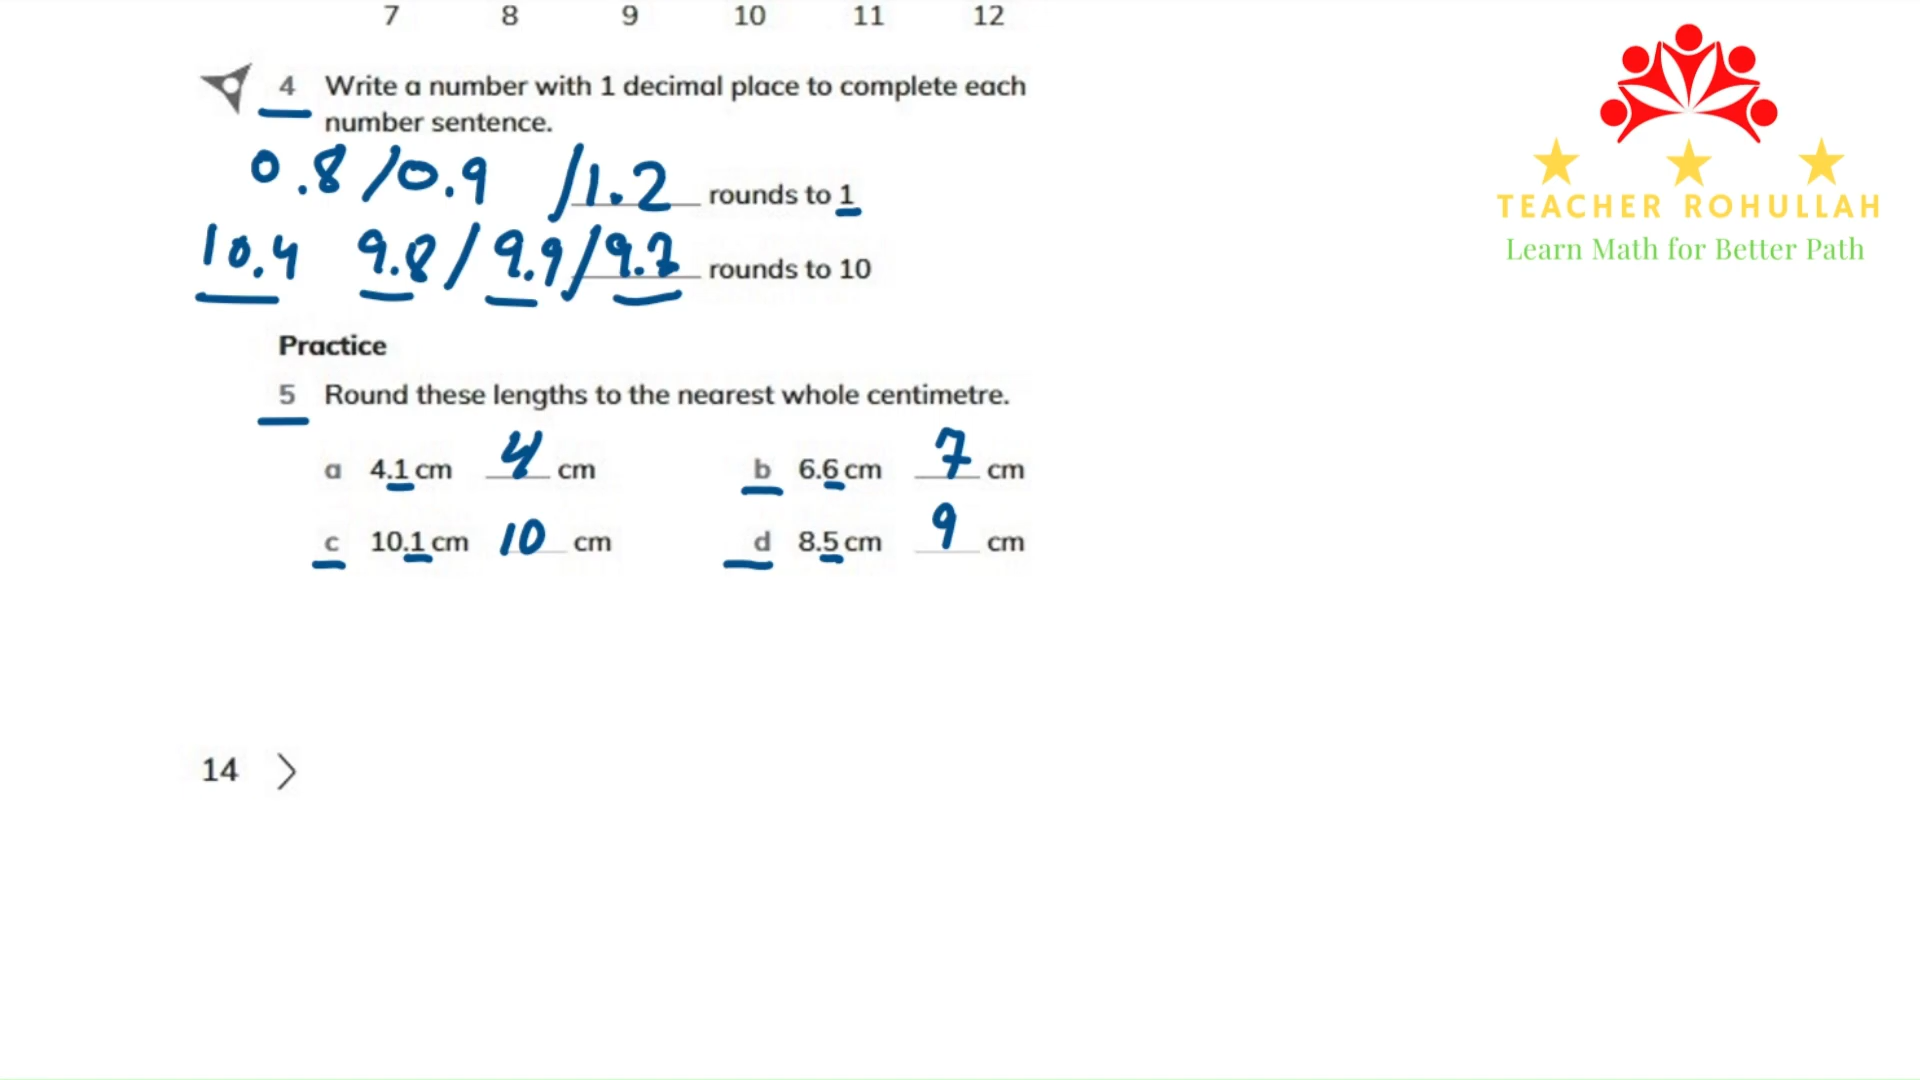 7 8 9 10 11 12
4 Write a number with 1 decimal place to complete each
number sentence.
0.8 / 0.9 / 1.2 rounds to 1
10.4 9.8 / 9.9 / 9.7 rounds to 10
Practice
5 Round these lengths to the nearest whole centimetre.
a 4.1 cm 4 cm b 6.6 cm 7 cm
c 10.1 cm 10 cm d 8.5 cm 9 cm
14
TEACHER ROHULLAH
Learn Math for Better Path